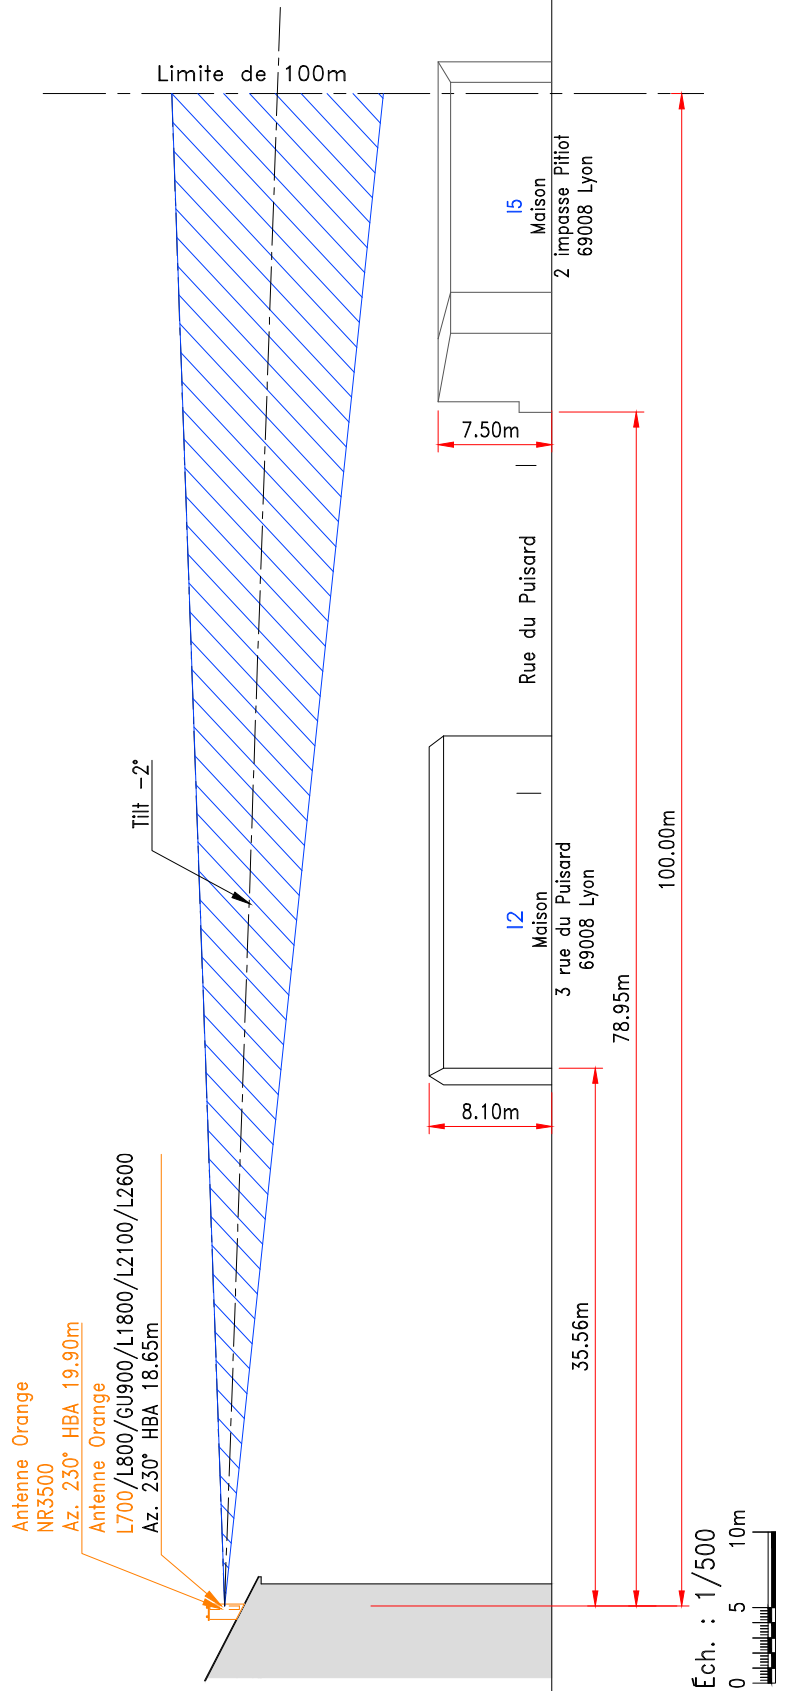 Limite de 100m
I5
Maison
2 impasse Pitiot
69008 Lyon
7.50m
Rue du Puisard
Tilt -2°
I2
Maison
3 rue du Puisard
69008 Lyon
8.10m
100.00m
78.95m
35.56m
Antenne Orange
NR3500
Az. 230° HBA 19.90m
Antenne Orange
L700/L800/GU900/L1800/L2100/L2600
Az. 230° HBA 18.65m
Éch. : 1/500
0 5 10m